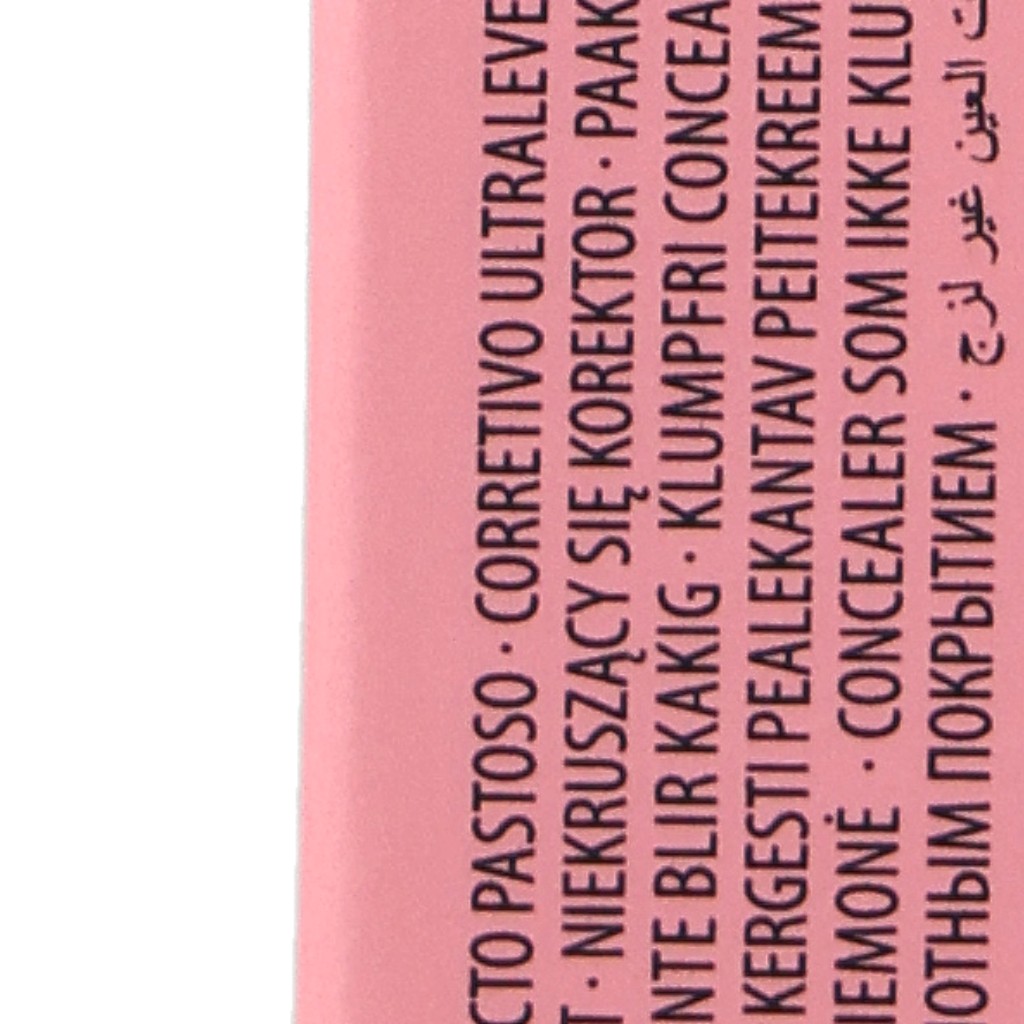 CTO PASTOSO · CORRETIVO ULTRALEVE
T · NIEKRUSZĄCY SIĘ KOREKTOR · PAAK
NTE BLIR KAKIG · KLUMPFRI CONCEA
KERGESTI PEALEKANTAV PEITEKREEM
IEMONĖ · CONCEALER SOM IKKE KLU
ОТНЫМ ПОКРЫТИЕМ · لزج غير العين ت